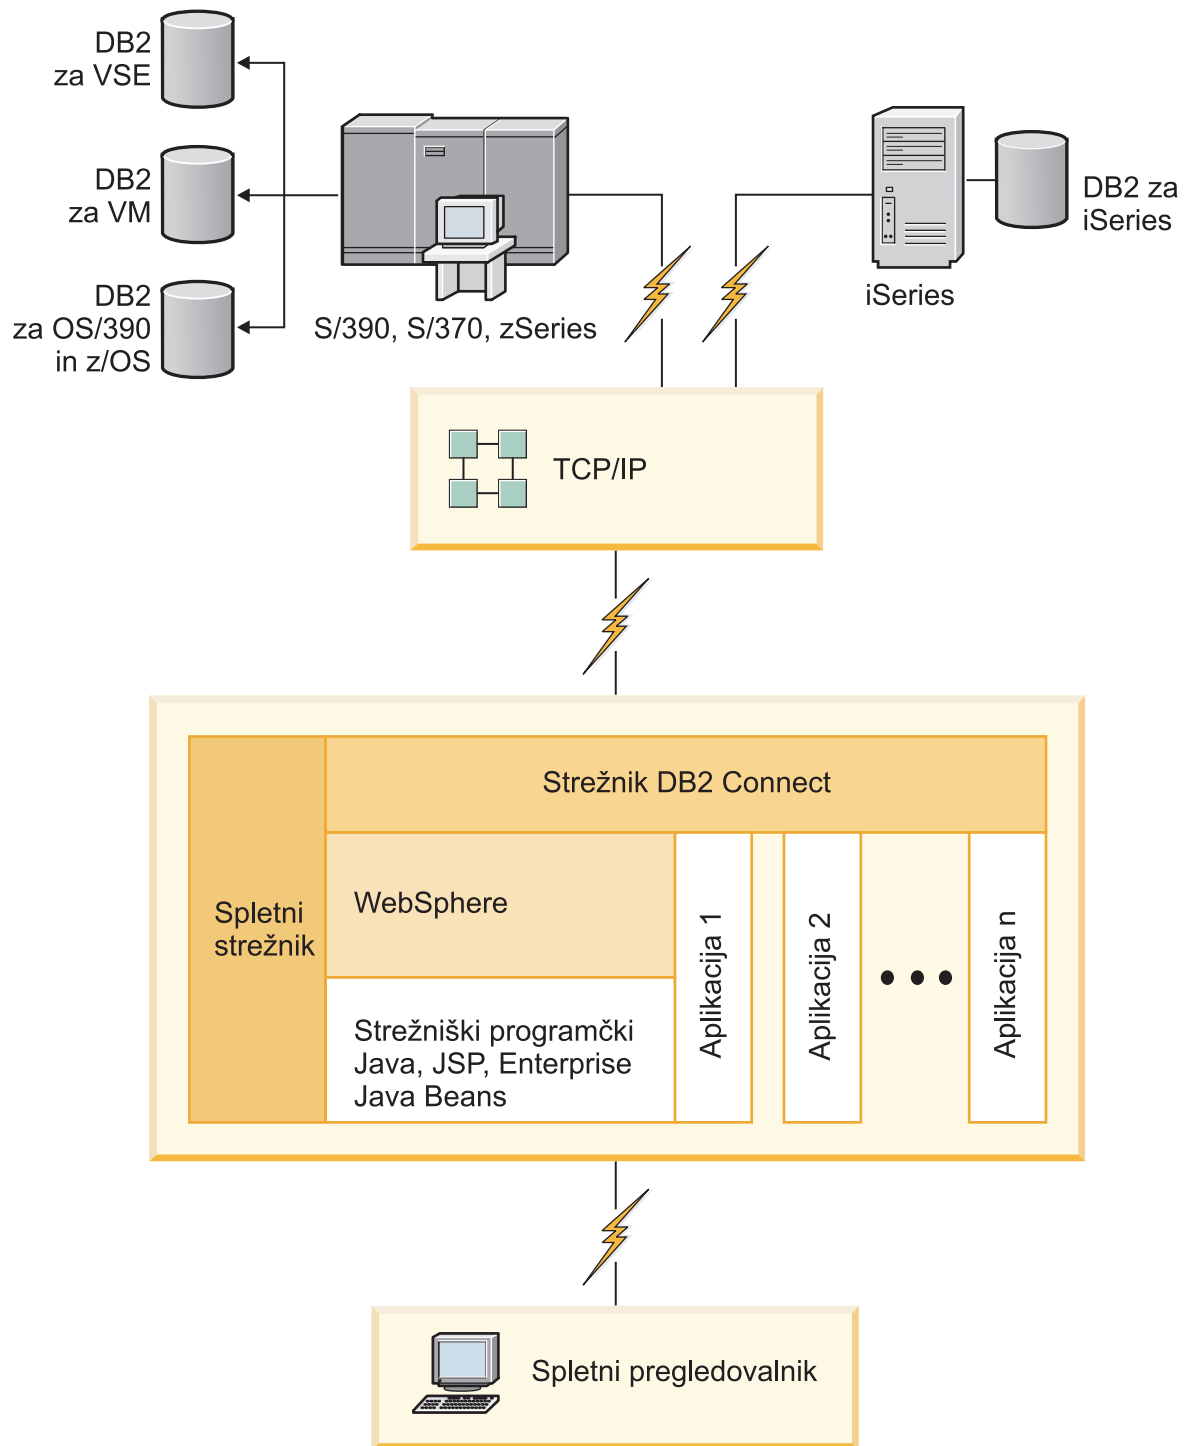 DB2
za VSE
DB2
za VM
DB2
za OS/390
in z/OS
S/390, S/370, zSeries
iSeries
DB2 za
iSeries
TCP/IP
Strežnik DB2 Connect
Spletni
strežnik
WebSphere
Strežniški programčki
Java, JSP, Enterprise
Java Beans
Aplikacija 1
Aplikacija 2
Aplikacija n
Spletni pregledovalnik